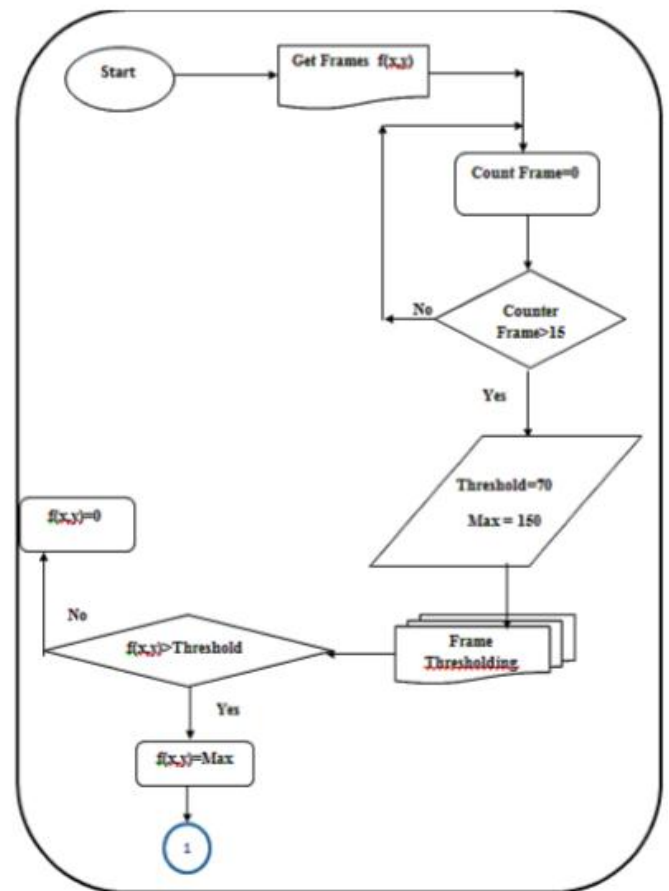 Start
Get Frames f(x,y)
Count Frame=0
Counter
Frame>15
No
Yes
Threshold=70
Max = 150
Frame
Thresholding
f(x,y)>Threshold
No
f(x,y)=0
Yes
f(x,y)=Max
1